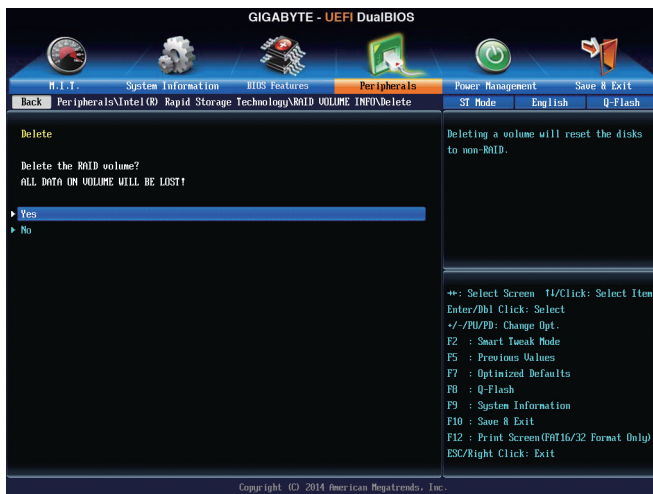 GIGABYTE - UEFI DualBIOS
M.I.T. System Information BIOS Features Peripherals Power Management Save & Exit
Back Peripherals\Intel(R) Rapid Storage Technology\RAID VOLUME INFO\Delete ST Mode English Q-Flash
Delete
Delete the RAID volume?
ALL DATA ON VOLUME WILL BE LOST!
Yes
No
Deleting a volume will reset the disks
to non-RAID.
→←: Select Screen ↑↓/Click: Select Item
Enter/Dbl Click: Select
+/-/PU/PD: Change Opt.
F2 : Smart Tweak Mode
F5 : Previous Values
F7 : Optimized Defaults
F8 : Q-Flash
F9 : System Information
F10 : Save & Exit
F12 : Print Screen(FAT16/32 Format Only)
ESC/Right Click: Exit
Copyright (C) 2014 American Megatrends, Inc.